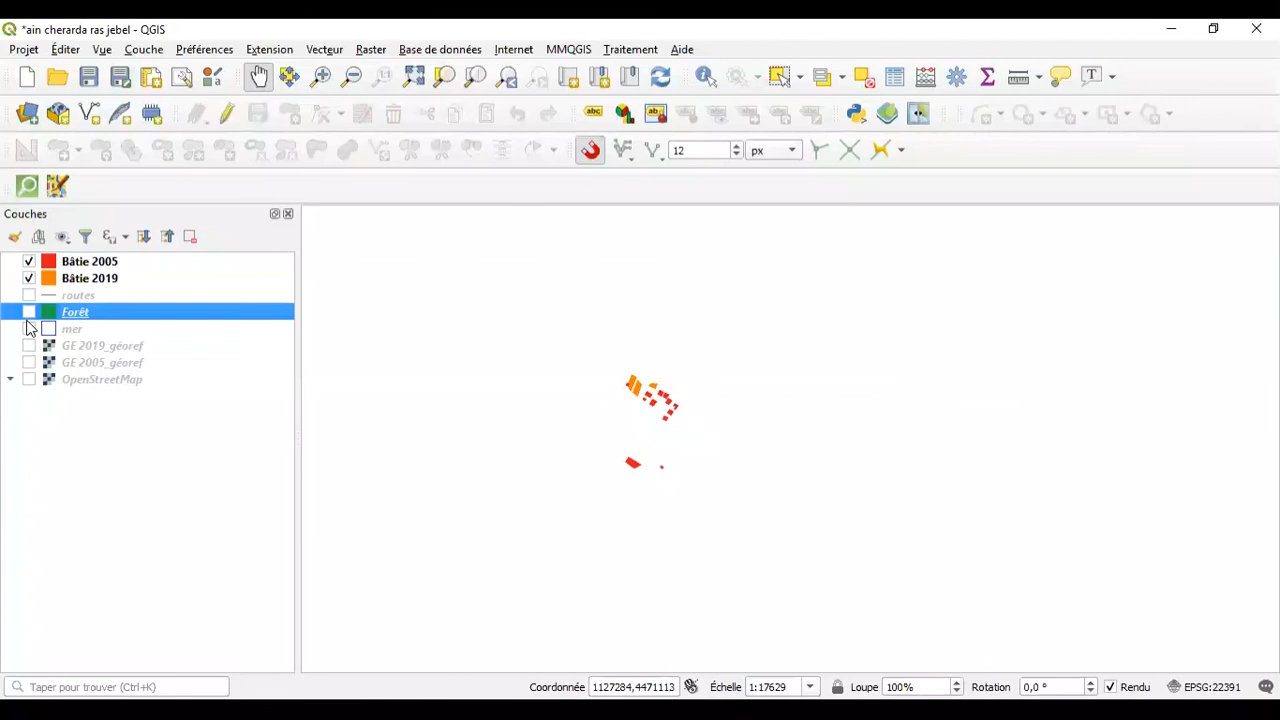 *ain cherarda ras jebel - QGIS
Projet Éditer Vue Couche Préférences Extension Vecteur Raster Base de données Internet MMQGIS Traitement Aide
abc ab T
12 px
Couches
Bâtie 2005
Bâtie 2019
routes
Forêt
mer
GE 2019_géoref
GE 2005_géoref
OpenStreetMap
Taper pour trouver (Ctrl+K) Coordonnée 1127284,4471113 Échelle 1:17629 Loupe 100% Rotation 0,0 ° Rendu EPSG:22391